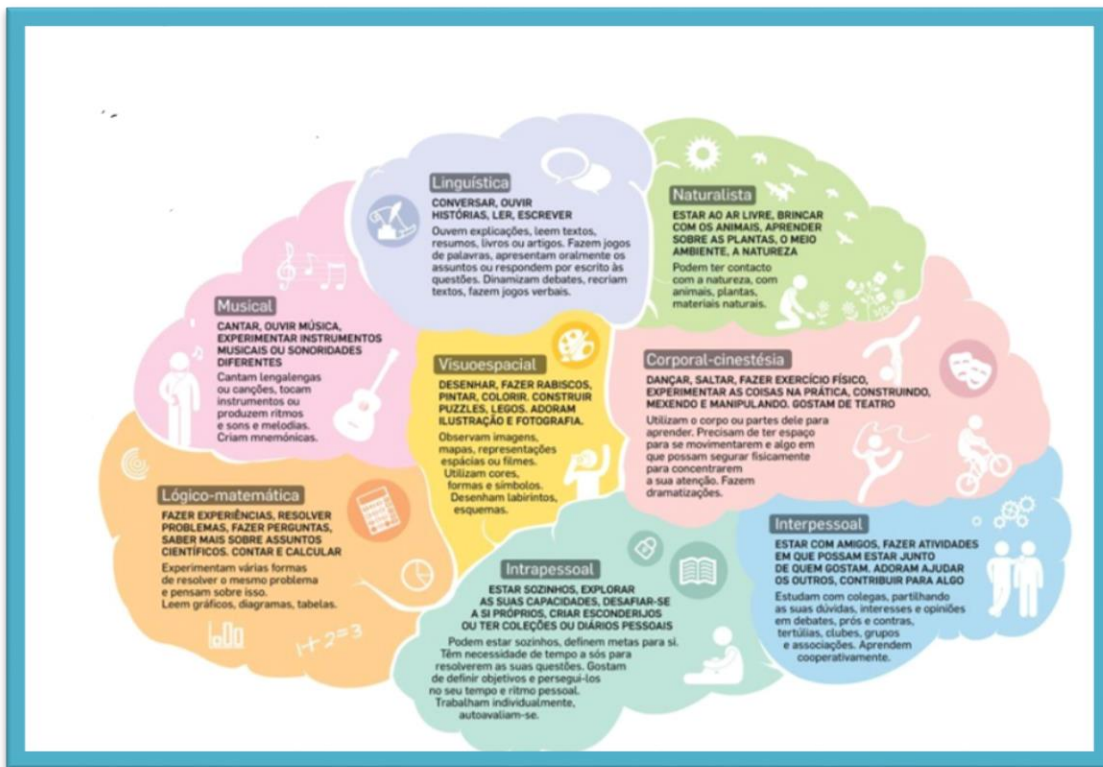 Linguística
CONVERSAR, OUVIR
HISTÓRIAS, LER, ESCREVER
Ouvem explicações, leem textos,
resumos, livros ou artigos. Fazem jogos
de palavras, apresentam oralmente os
assuntos ou respondem por escrito às
questões. Dinamizam debates, recriam
textos, fazem jogos verbais.
Naturalista
ESTAR AO AR LIVRE, BRINCAR
COM OS ANIMAIS, APRENDER
SOBRE AS PLANTAS, O MEIO
AMBIENTE, A NATUREZA
Podem ter contacto
com a natureza, com
animais, plantas,
materiais naturais.
Musical
CANTAR, OUVIR MÚSICA,
EXPERIMENTAR INSTRUMENTOS
MUSICAIS OU SONORIDADES
DIFERENTES
Cantam lengalengas
ou canções, tocam
instrumentos ou
produzem ritmos
e sons e melodias.
Criam mnemónicas.
Visuoespacial
DESENHAR, FAZER RABISCOS,
PINTAR, COLORIR. CONSTRUIR
PUZZLES, LEGOS. ADORAM
ILUSTRAÇÃO E FOTOGRAFIA.
Observam imagens,
mapas, representações
espácias ou filmes.
Utilizam cores,
formas e símbolos.
Desenham labirintos,
esquemas.
Corporal-cinestésia
DANÇAR, SALTAR, FAZER EXERCÍCIO FÍSICO,
EXPERIMENTAR AS COISAS NA PRÁTICA, CONSTRUINDO,
MEXENDO E MANIPULANDO. GOSTAM DE TEATRO
Utilizam o corpo ou partes dele para
aprender. Precisam de ter espaço
para se movimentarem e algo em
que possam segurar fisicamente
para concentrarem
a sua atenção. Fazem
dramatizações.
Lógico-matemática
FAZER EXPERIÊNCIAS, RESOLVER
PROBLEMAS, FAZER PERGUNTAS,
SABER MAIS SOBRE ASSUNTOS
CIENTÍFICOS. CONTAR E CALCULAR
Experimentam várias formas
de resolver o mesmo problema
e pensam sobre isso.
Leem gráficos, diagramas, tabelas.
1+2=3
Intrapessoal
ESTAR SOZINHOS, EXPLORAR
AS SUAS CAPACIDADES, DESAFIAR-SE
A SI PRÓPRIOS, CRIAR ESCONDERIJOS
OU TER COLEÇÕES OU DIÁRIOS PESSOAIS
Podem estar sozinhos, definem metas para si.
Têm necessidade de tempo a sós para
resolverem as suas questões. Gostam
de definir objetivos e persegui-los
no seu tempo e ritmo pessoal.
Trabalham individualmente,
autoavaliam-se.
Interpessoal
ESTAR COM AMIGOS, FAZER ATIVIDADES
EM QUE POSSAM ESTAR JUNTO
DE QUEM GOSTAM. ADORAM AJUDAR
OS OUTROS, CONTRIBUIR PARA ALGO
Estudam com colegas, partilhando
as suas dúvidas, interesses e opiniões
em debates, prós e contras,
tertúlias, clubes, grupos
e associações. Aprendem
cooperativamente.